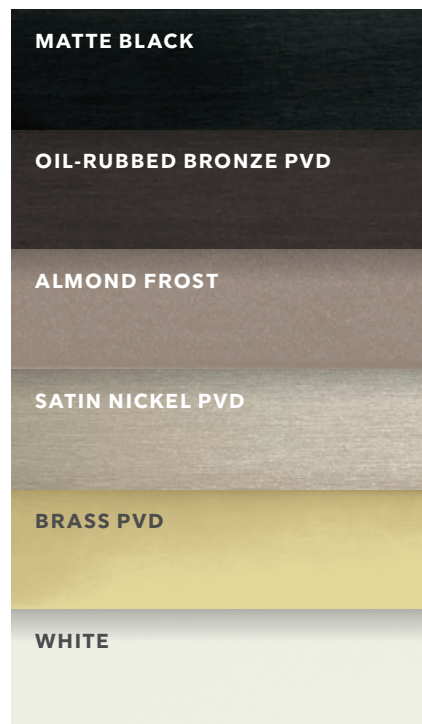 MATTE BLACK
OIL-RUBBED BRONZE PVD
ALMOND FROST
SATIN NICKEL PVD
BRASS PVD
WHITE